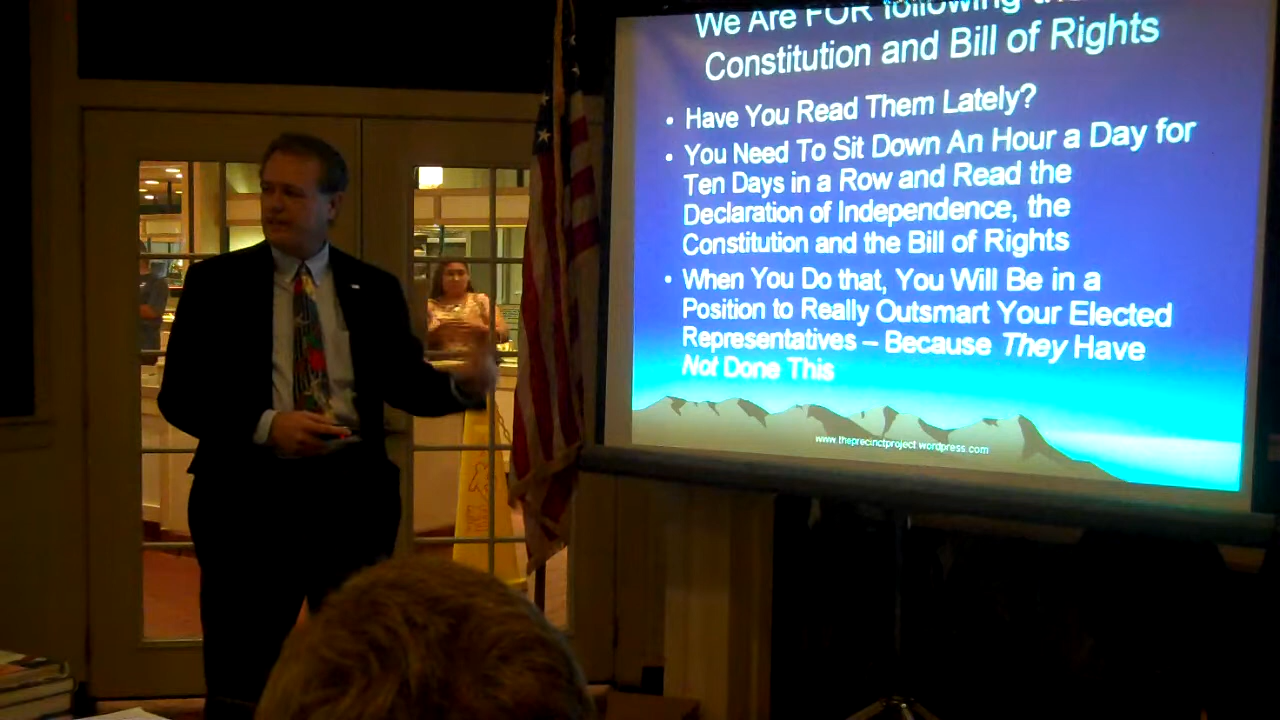 We Are FOR following the
Constitution and Bill of Rights
• Have You Read Them Lately?
• You Need To Sit Down An Hour a Day for
Ten Days in a Row and Read the
Declaration of Independence, the
Constitution and the Bill of Rights
• When You Do that, You Will Be in a
Position to Really Outsmart Your Elected
Representatives – Because They Have
Not Done This
www.theprecinctproject.wordpress.com